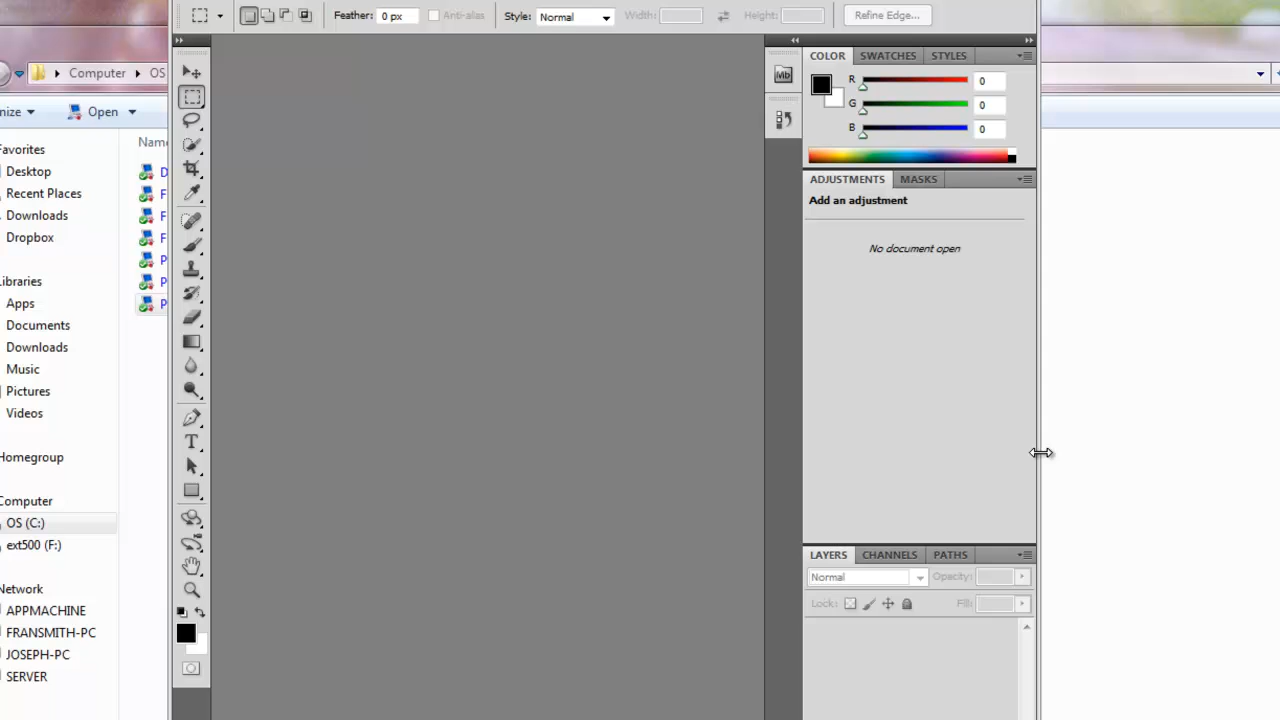 Feather: 0 px Anti-alias Style: Normal Width: Height: Refine Edge...
Computer OS
nize Open
Name
Favorites
Desktop
Recent Places
Downloads
Dropbox
Libraries
Apps
Documents
Downloads
Music
Pictures
Videos
Homegroup
Computer
OS (C:)
ext500 (F:)
Network
APPMACHINE
FRANSMITH-PC
JOSEPH-PC
SERVER
D
F
F
F
P
P
P
T
Mb
COLOR SWATCHES STYLES
R 0
G 0
B 0
ADJUSTMENTS MASKS
Add an adjustment
No document open
LAYERS CHANNELS PATHS
Normal Opacity:
Lock: Fill: